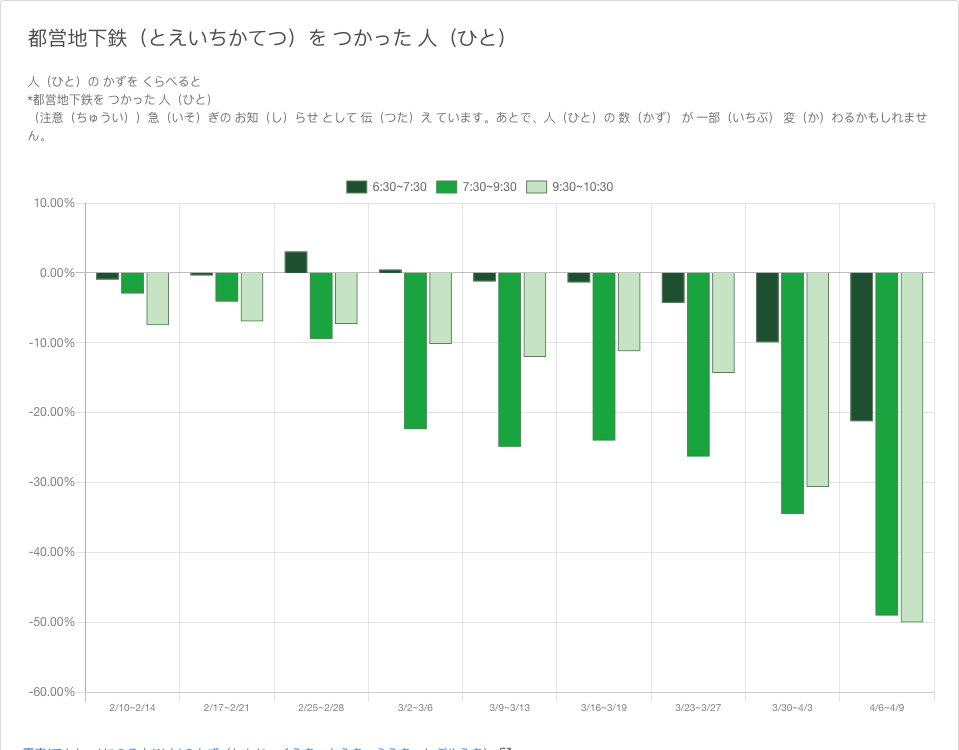 都営地下鉄（とえいちかてつ）を つかった 人（ひと）
人（ひと）の かずを くらべると
*都営地下鉄を つかった 人（ひと）
（注意（ちゅうい））急（いそ）ぎの お知（し）らせ として 伝（つた）え ています。あとで、人（ひと）の 数（かず） が 一部（いちぶ） 変（か）わるかもしれませ
ん。
6:30~7:30 7:30~9:30 9:30~10:30
10.00%
0.00%
-10.00%
-20.00%
-30.00%
-40.00%
-50.00%
-60.00%
2/10~2/14 2/17~2/21 2/25~2/28 3/2~3/6 3/9~3/13 3/16~3/19 3/23~3/27 3/30~4/3 4/6~4/9